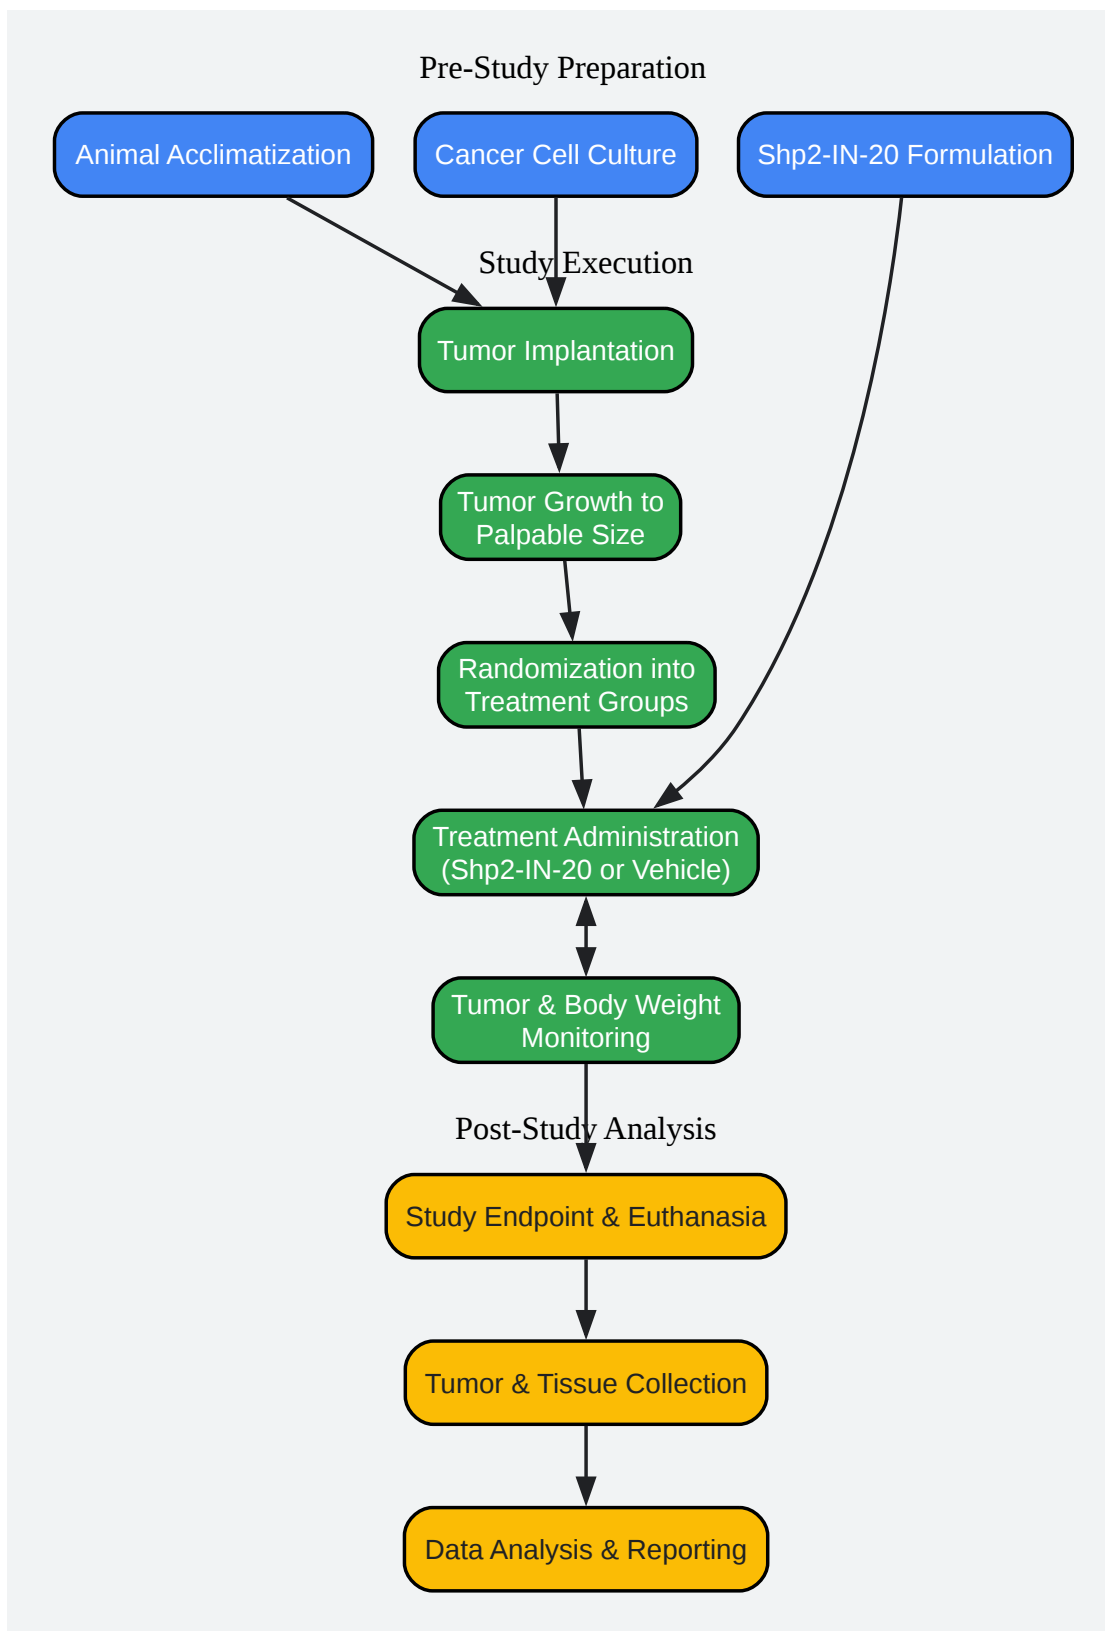 Pre-Study Preparation
Animal Acclimatization
Cancer Cell Culture
Shp2-IN-20 Formulation
Study Execution
Tumor Implantation
Tumor Growth to
Palpable Size
Randomization into
Treatment Groups
Treatment Administration
(Shp2-IN-20 or Vehicle)
Tumor & Body Weight
Monitoring
Post-Study Analysis
Study Endpoint & Euthanasia
Tumor & Tissue Collection
Data Analysis & Reporting